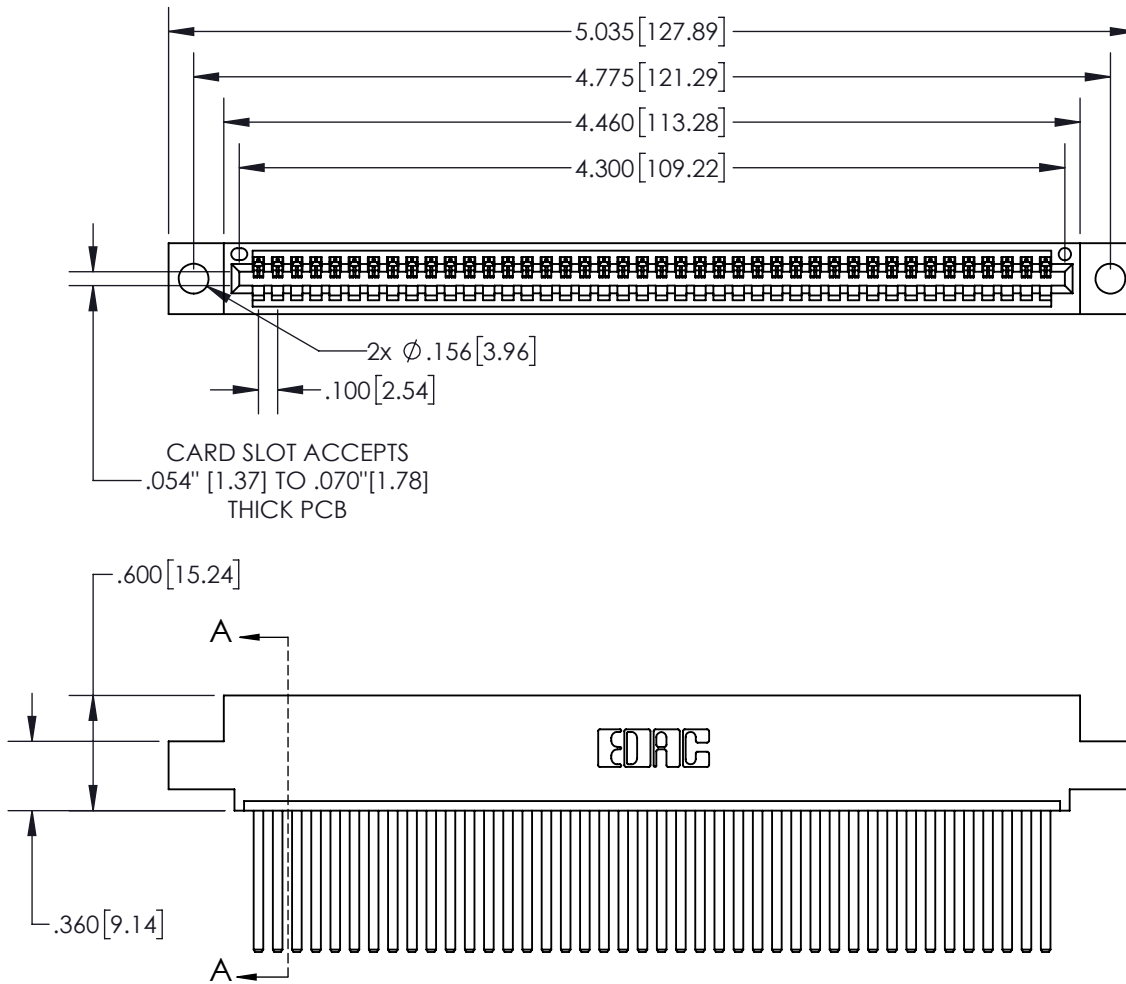 5.035[127.89]
4.775[121.29]
4.460[113.28]
4.300[109.22]
2x Ø .156[3.96]
.100[2.54]
CARD SLOT ACCEPTS
.054" [1.37] TO .070"[1.78]
THICK PCB
.600[15.24]
A
EDAC
.360[9.14]
A